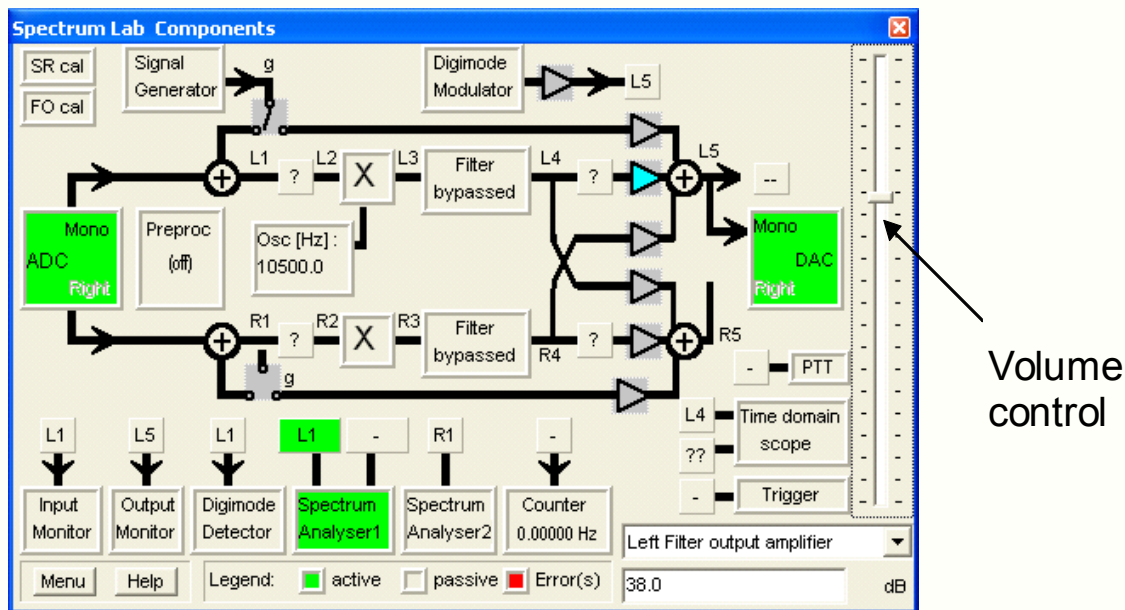 Spectrum Lab Components
SR cal
FO cal
Signal
Generator
g
Digimode
Modulator
L5
L1
?
L2
X
L3
Filter
bypassed
L4
?
L5
--
Mono
ADC
Right
Preproc
(off)
Osc [Hz] :
10500.0
Mono
DAC
Right
R1
?
R2
X
R3
Filter
bypassed
R4
?
R5
g
-
PTT
L4
??
Time domain
scope
-
Trigger
L1
L5
L1
L1
-
R1
-
Input
Monitor
Output
Monitor
Digimode
Detector
Spectrum
Analyser1
Spectrum
Analyser2
Counter
0.00000 Hz
Left Filter output amplifier
Menu
Help
Legend:
active
passive
Error(s)
38.0
dB
Volume
control